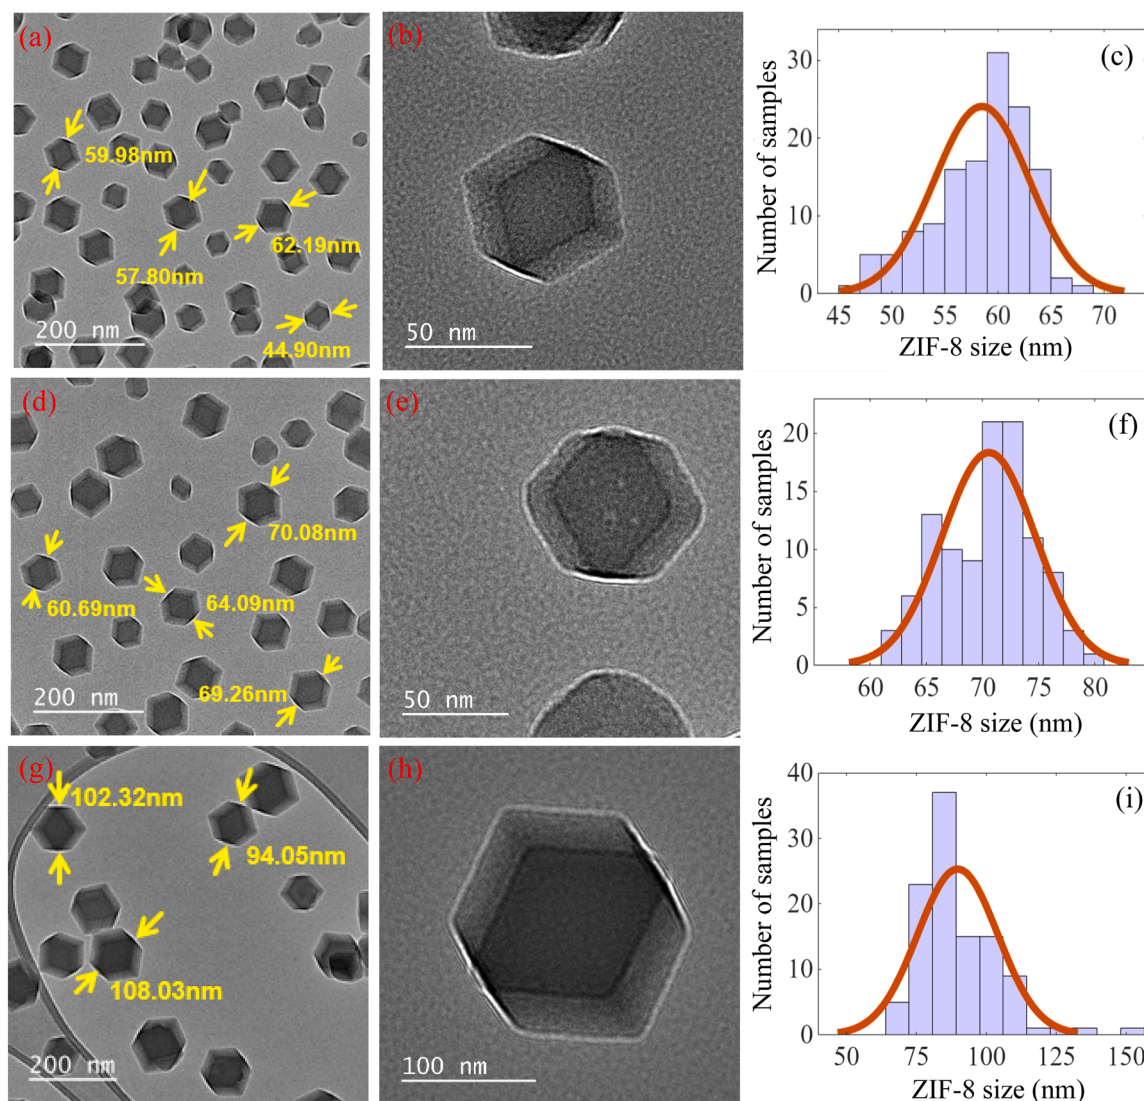 (a)
59.98nm
62.19nm
57.80nm
44.90nm
200 nm
(b)
50 nm
(c)
Number of samples
30
20
10
0
45 50 55 60 65 70
ZIF-8 size (nm)
(d)
70.08nm
60.69nm
64.09nm
69.26nm
200 nm
(e)
50 nm
(f)
Number of samples
20
15
10
5
0
60 65 70 75 80
ZIF-8 size (nm)
(g)
102.32nm
94.05nm
108.03nm
200 nm
(h)
100 nm
(i)
Number of samples
40
30
20
10
0
50 75 100 125 150
ZIF-8 size (nm)